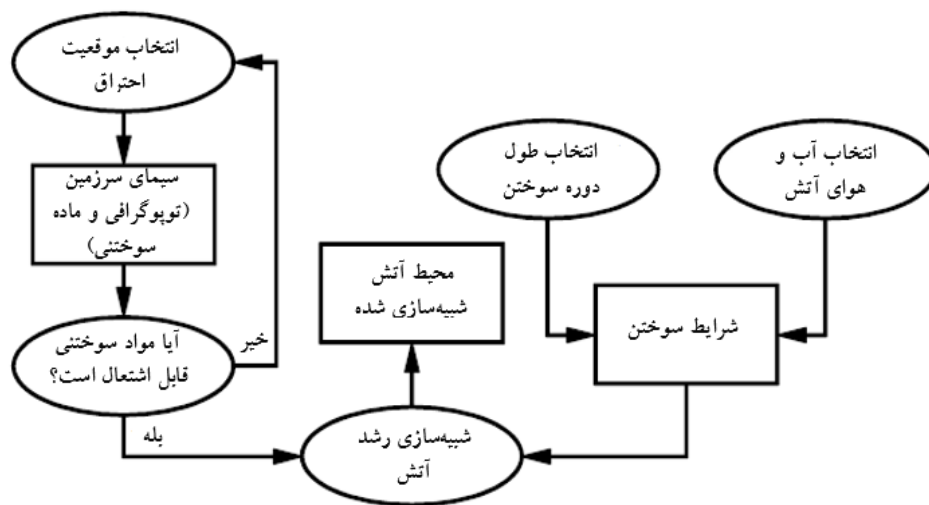 انتخاب موقعیت
احتراق
سیمای سرزمین
(توپوگرافی و ماده
سوختنی)
آیا مواد سوختنی
قابل اشتعال است؟
خیر
بله
انتخاب طول
دوره سوختن
انتخاب آب و
هوای آتش
شرایط سوختن
محیط آتش
شبیه‌سازی شده
شبیه‌سازی رشد
آتش